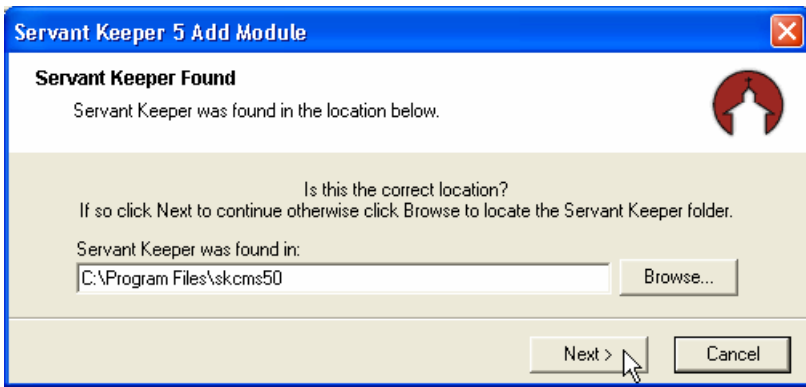 Servant Keeper 5 Add Module
Servant Keeper Found
Servant Keeper was found in the location below.
Is this the correct location?
If so click Next to continue otherwise click Browse to locate the Servant Keeper folder.
Servant Keeper was found in:
C:\Program Files\skcms50
Browse...
Next >
Cancel